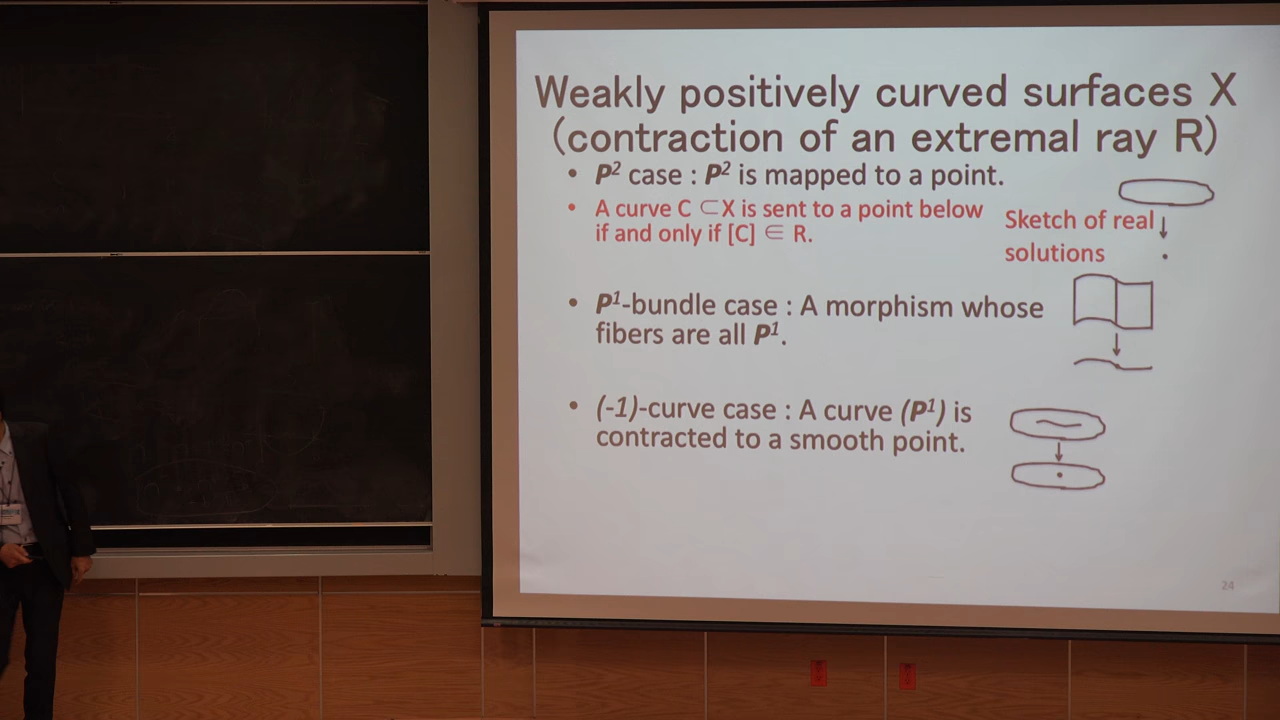 Weakly positively curved surfaces X
(contraction of an extremal ray R)
• P² case : P² is mapped to a point.
• A curve C ⊂X is sent to a point below
if and only if [C] ∈ R.
Sketch of real
solutions
• P¹-bundle case : A morphism whose
fibers are all P¹.
• (-1)-curve case : A curve (P¹) is
contracted to a smooth point.
24